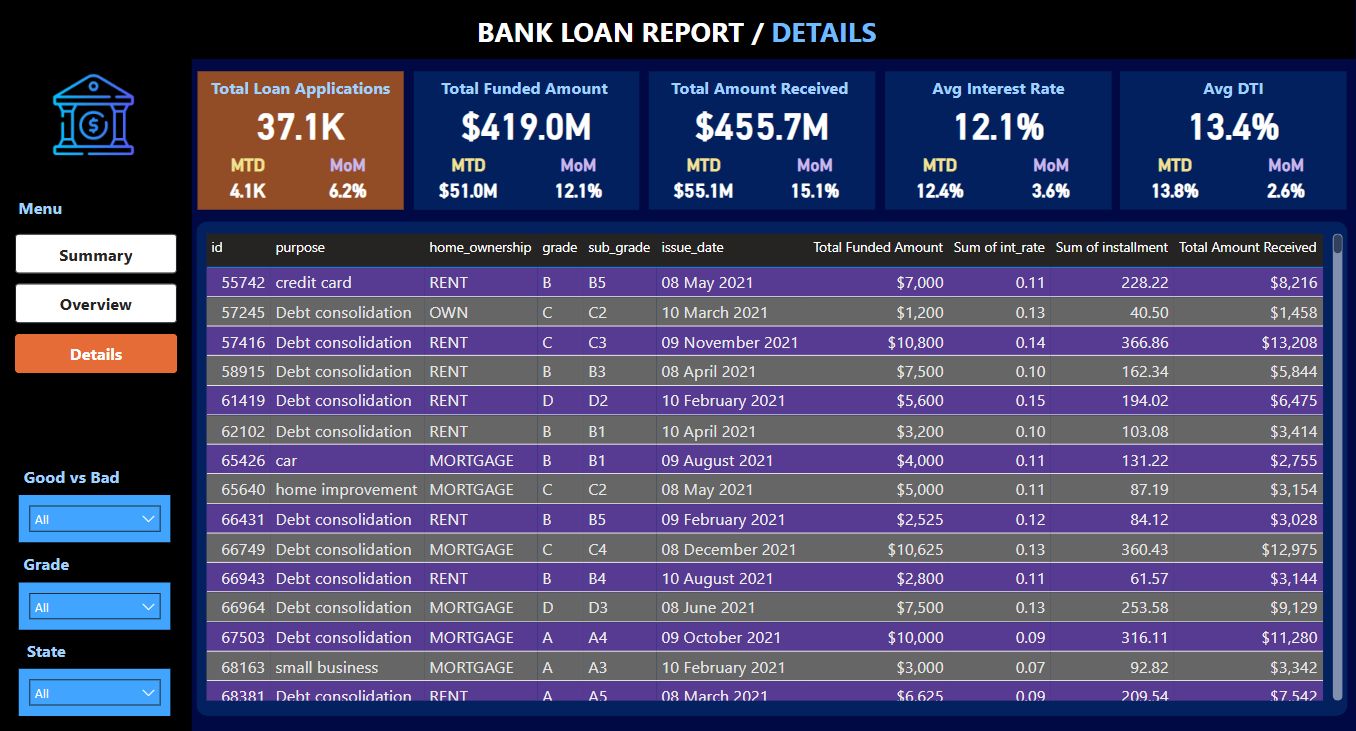 BANK LOAN REPORT / DETAILS
Total Loan Applications
37.1K
MTD MoM
4.1K 6.2%
Total Funded Amount
$419.0M
MTD MoM
$51.0M 12.1%
Total Amount Received
$455.7M
MTD MoM
$55.1M 15.1%
Avg Interest Rate
12.1%
MTD MoM
12.4% 3.6%
Avg DTI
13.4%
MTD MoM
13.8% 2.6%
Menu
Summary
Overview
Details
Good vs Bad
All
Grade
All
State
All
id purpose home_ownership grade sub_grade issue_date Total Funded Amount Sum of int_rate Sum of installment Total Amount Received
55742 credit card RENT B B5 08 May 2021 $7,000 0.11 228.22 $8,216
57245 Debt consolidation OWN C C2 10 March 2021 $1,200 0.13 40.50 $1,458
57416 Debt consolidation RENT C C3 09 November 2021 $10,800 0.14 366.86 $13,208
58915 Debt consolidation RENT B B3 08 April 2021 $7,500 0.10 162.34 $5,844
61419 Debt consolidation RENT D D2 10 February 2021 $5,600 0.15 194.02 $6,475
62102 Debt consolidation RENT B B1 10 April 2021 $3,200 0.10 103.08 $3,414
65426 car MORTGAGE B B1 09 August 2021 $4,000 0.11 131.22 $2,755
65640 home improvement MORTGAGE C C2 08 May 2021 $5,000 0.11 87.19 $3,154
66431 Debt consolidation RENT B B5 09 February 2021 $2,525 0.12 84.12 $3,028
66749 Debt consolidation MORTGAGE C C4 08 December 2021 $10,625 0.13 360.43 $12,975
66943 Debt consolidation RENT B B4 10 August 2021 $2,800 0.11 61.57 $3,144
66964 Debt consolidation MORTGAGE D D3 08 June 2021 $7,500 0.13 253.58 $9,129
67503 Debt consolidation MORTGAGE A A4 09 October 2021 $10,000 0.09 316.11 $11,280
68163 small business MORTGAGE A A3 10 February 2021 $3,000 0.07 92.82 $3,342
68381 Debt consolidation RENT A A5 08 March 2021 $6,625 0.09 209.54 $7,542